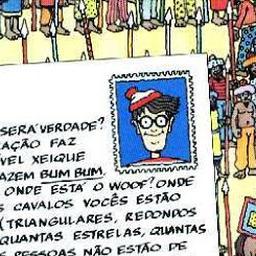 SERÁ VERDADE?
AÇÃO FAZ
ÍVEL XEIQUE
AZEM BUM BUM.
ONDE ESTÁ O WOOF? ONDE
S CAVALOS VOCÊS ESTÃO
(TRIANGULARES, REDONDOS
QUANTAS ESTRELAS, QUANTAS
S PESSOAS NÃO ESTÃO DE